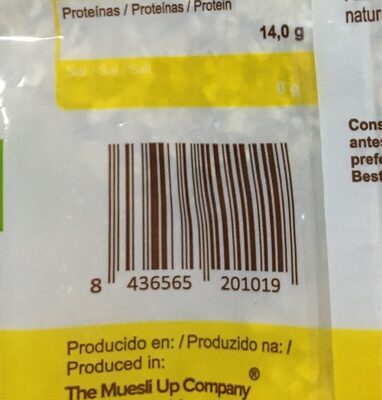 Proteínas / Proteínas / Protein
14,0 g
Sal / Sal / Salt
0 g
natur
Cons
antes
prefe
Best
8 436565 201019
Producido en: / Produzido na: /
Produced in:
The Muesli Up Company®